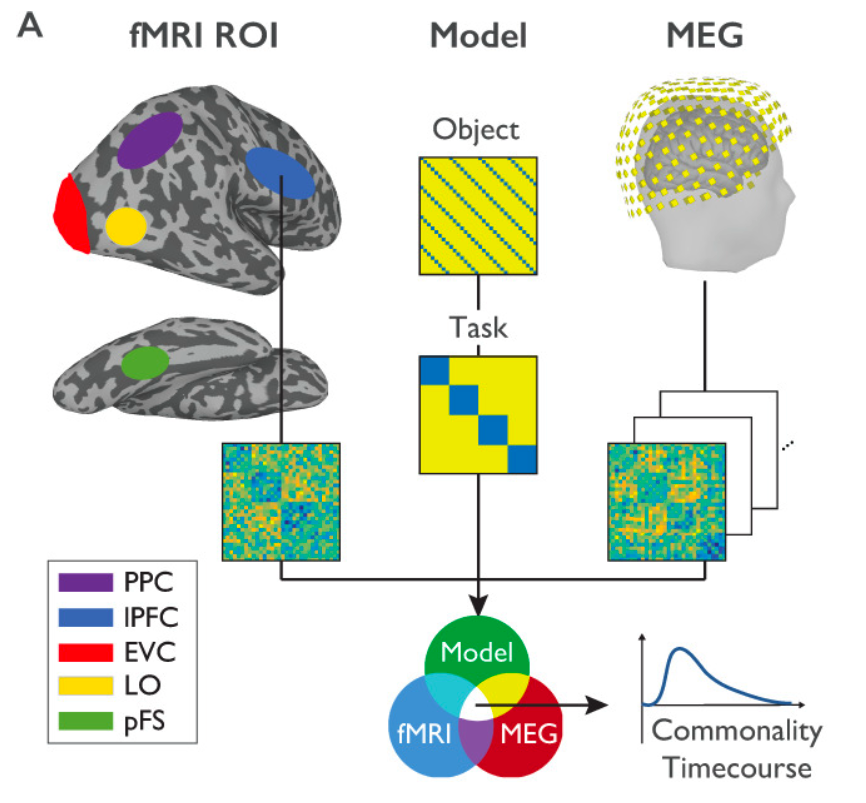 A
fMRI ROI
Model
MEG
Object
Task
PPC
lPFC
EVC
LO
pFS
Model
fMRI
MEG
Commonality
Timecourse